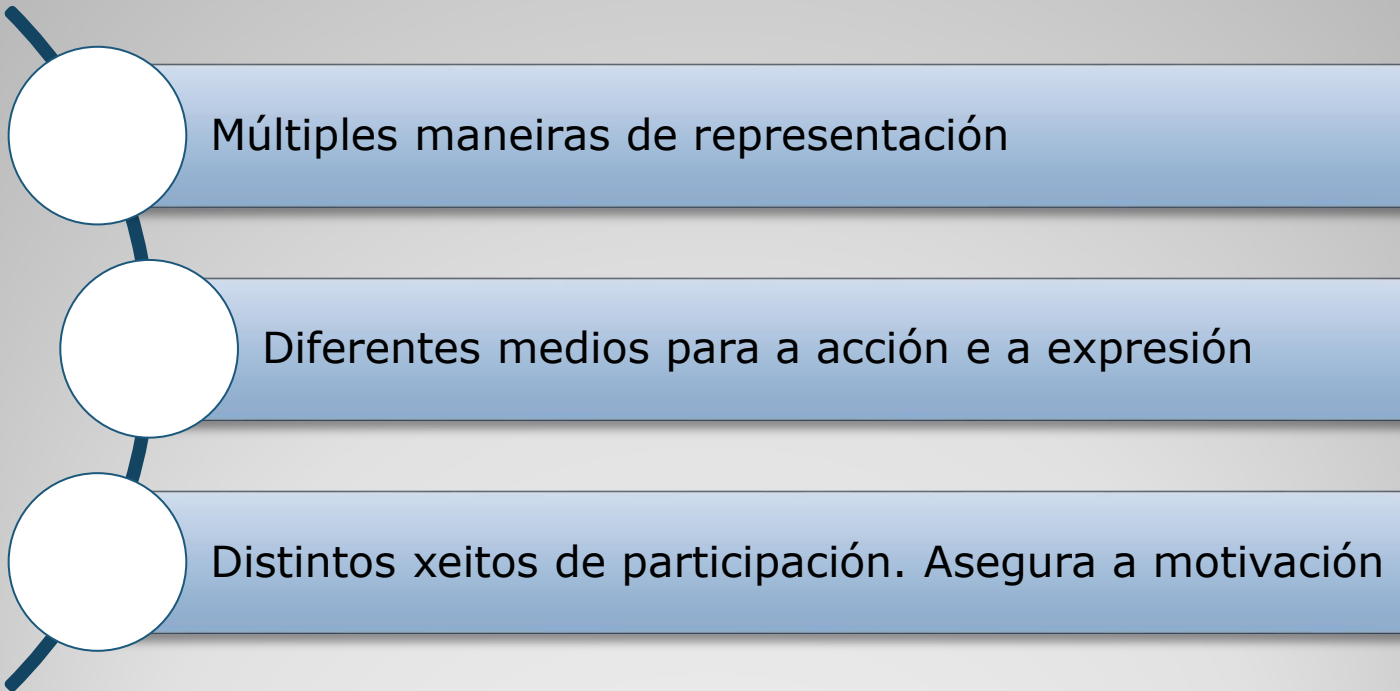 Múltiples maneiras de representación
Diferentes medios para a acción e a expresión
Distintos xeitos de participación. Asegura a motivación